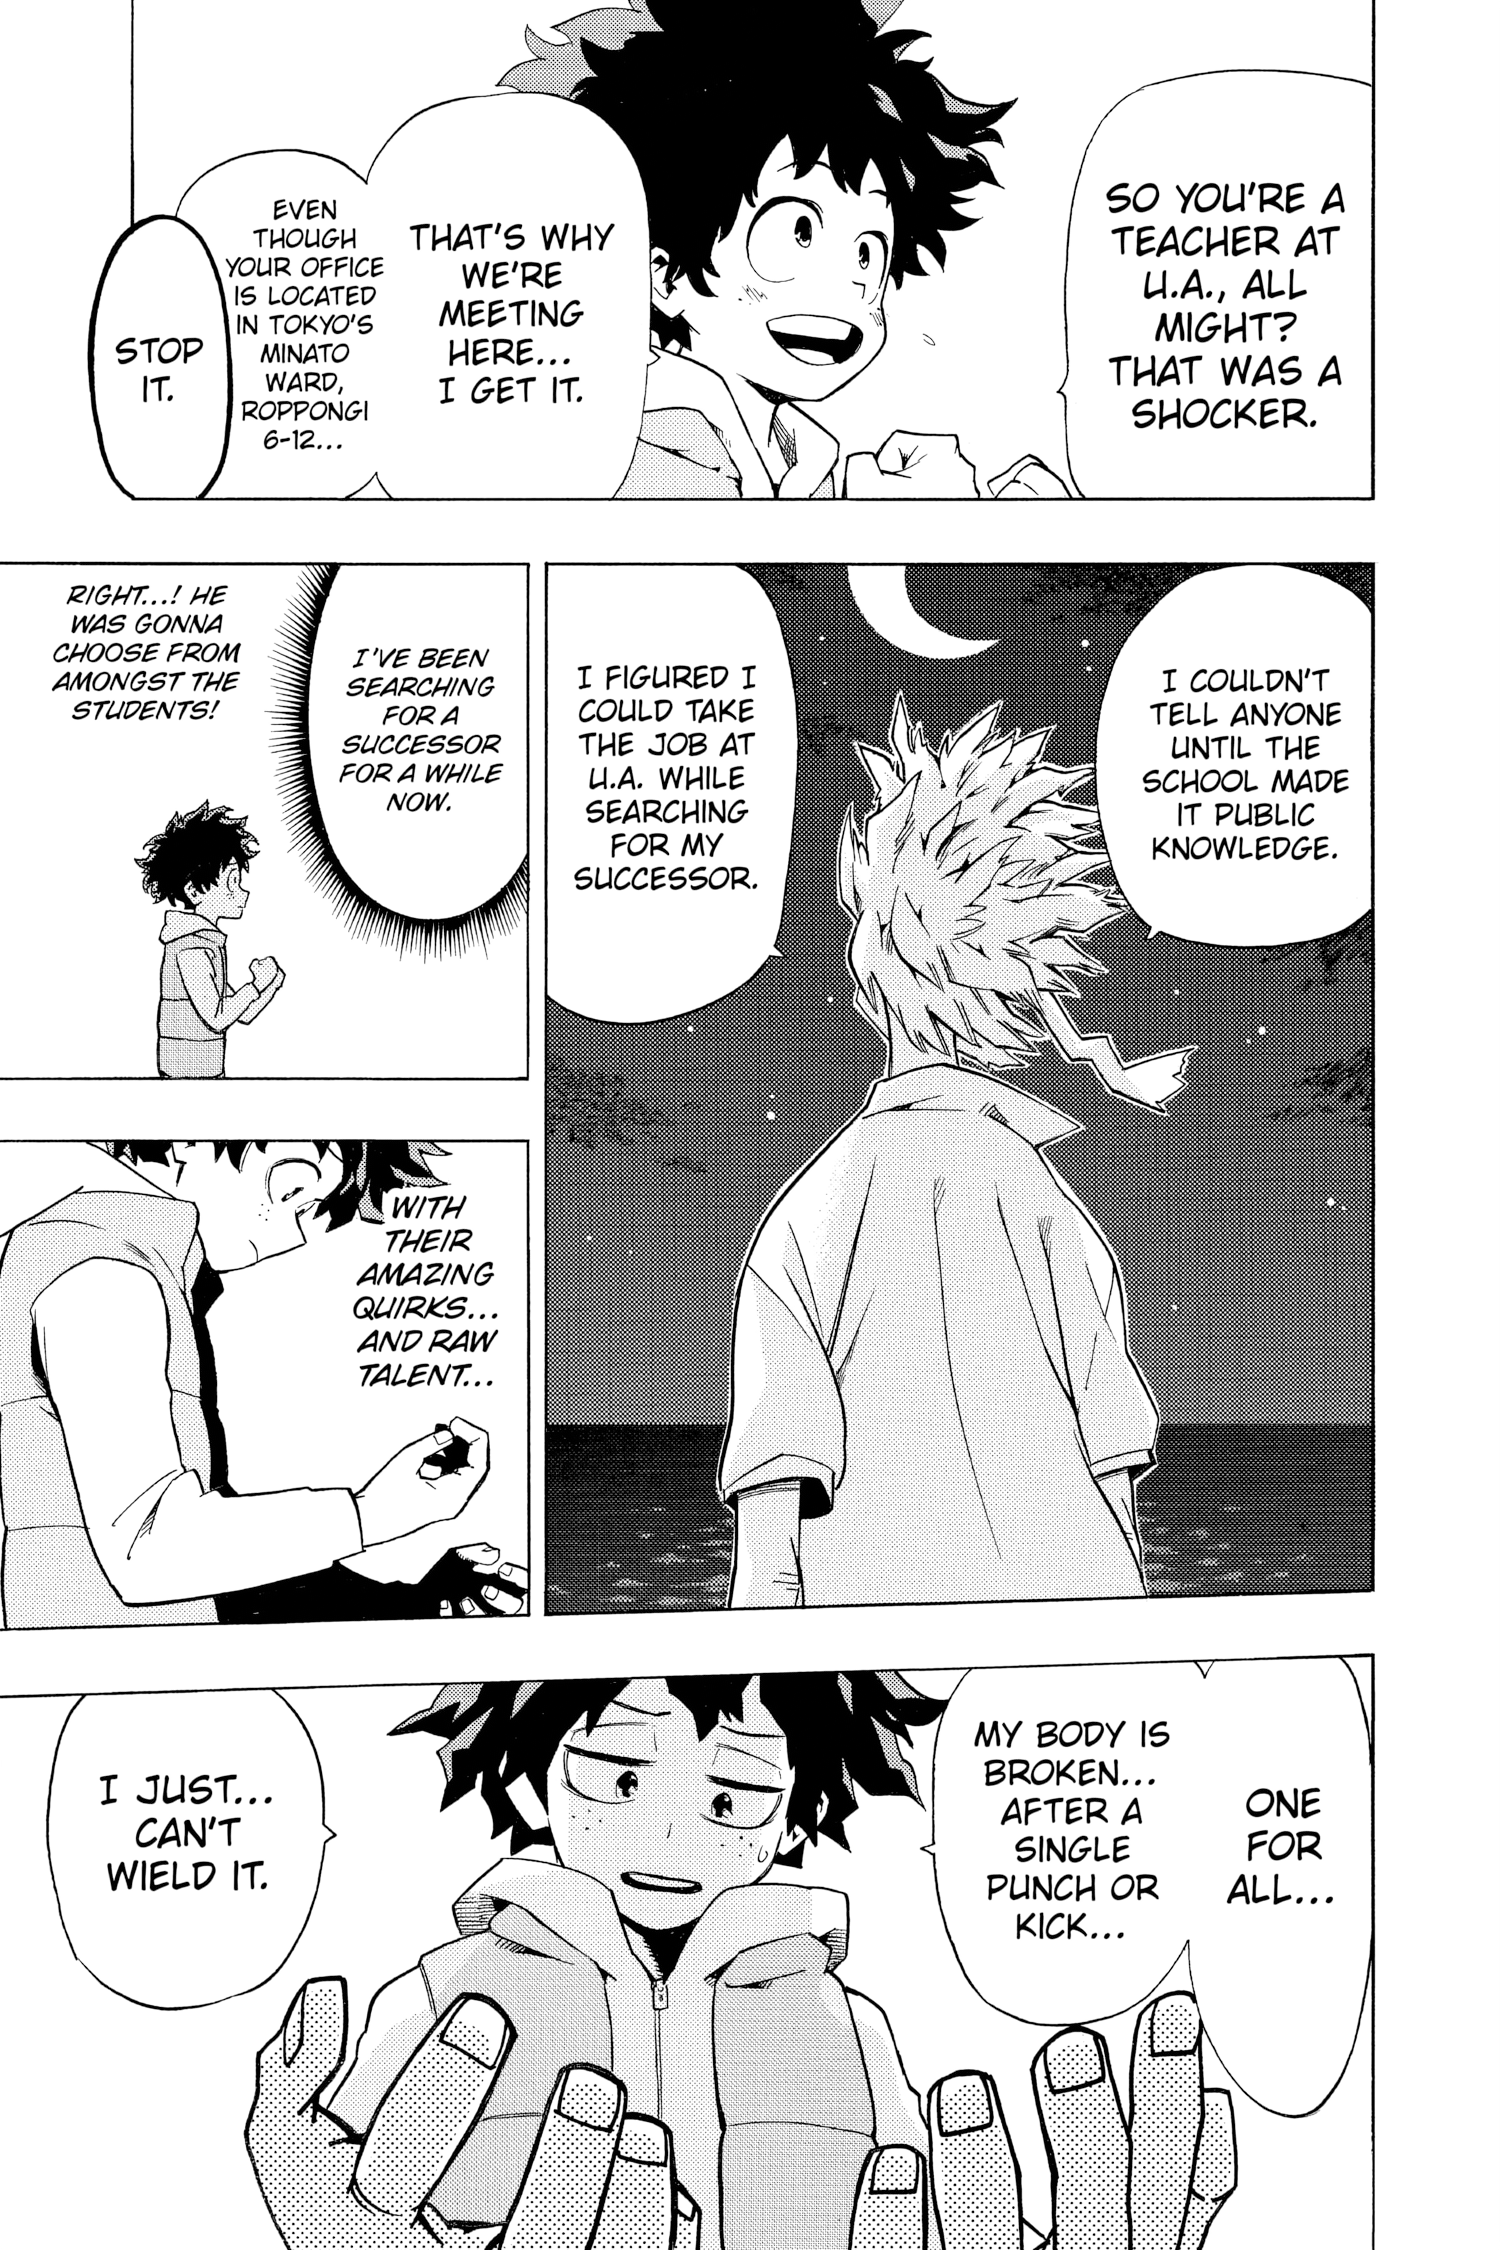 SO YOU'RE A
TEACHER AT
U.A., ALL
MIGHT?
THAT WAS A
SHOCKER.
THAT'S WHY
WE'RE
MEETING
HERE...
I GET IT.
EVEN
THOUGH
YOUR OFFICE
IS LOCATED
IN TOKYO'S
MINATO
WARD,
ROPPONGI
6-12...
STOP
IT.
I COULDN'T
TELL ANYONE
UNTIL THE
SCHOOL MADE
IT PUBLIC
KNOWLEDGE.
I FIGURED I
COULD TAKE
THE JOB AT
U.A. WHILE
SEARCHING
FOR MY
SUCCESSOR.
I'VE BEEN
SEARCHING
FOR A
SUCCESSOR
FOR A WHILE
NOW.
RIGHT...! HE
WAS GONNA
CHOOSE FROM
AMONGST THE
STUDENTS!
WITH
THEIR
AMAZING
QUIRKS...
AND RAW
TALENT...
ONE
FOR
ALL...
MY BODY IS
BROKEN...
AFTER A
SINGLE
PUNCH OR
KICK...
I JUST...
CAN'T
WIELD IT.